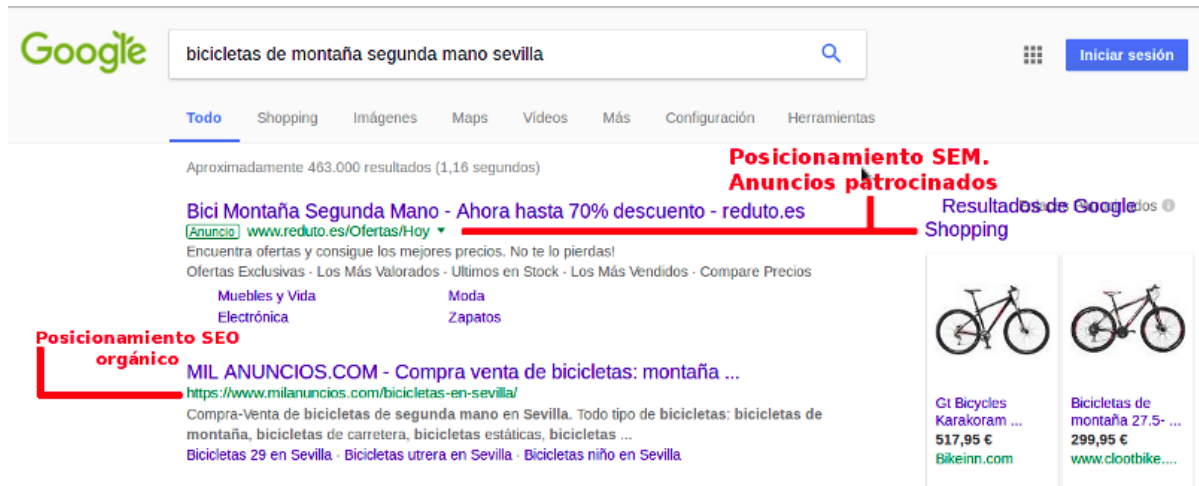 Google
bicicletas de montaña segunda mano sevilla
Iniciar sesión
Todo Shopping Imágenes Maps Vídeos Más Configuración Herramientas
Aproximadamente 463.000 resultados (1,16 segundos)
Posicionamiento SEM.
Anuncios patrocinados
Bici Montaña Segunda Mano - Ahora hasta 70% descuento - reduto.es
Anuncio www.reduto.es/Ofertas/Hoy
Encuentra ofertas y consigue los mejores precios. No te lo pierdas!
Ofertas Exclusivas · Los Más Valorados · Ultimos en Stock · Los Más Vendidos · Compare Precios
Muebles y Vida Moda
Electrónica Zapatos
Resultados de Google
Shopping
Posicionamiento SEO
orgánico
MIL ANUNCIOS.COM - Compra venta de bicicletas: montaña ...
https://www.milanuncios.com/bicicletas-en-sevilla/
Compra-Venta de bicicletas de segunda mano en Sevilla. Todo tipo de bicicletas: bicicletas de
montaña, bicicletas de carretera, bicicletas estáticas, bicicletas ...
Bicicletas 29 en Sevilla · Bicicletas utrera en Sevilla · Bicicletas niño en Sevilla
Gt Bicycles
Karakoram ...
517,95 €
Bikeinn.com
Bicicletas de
montaña 27.5- ...
299,95 €
www.clootbike....